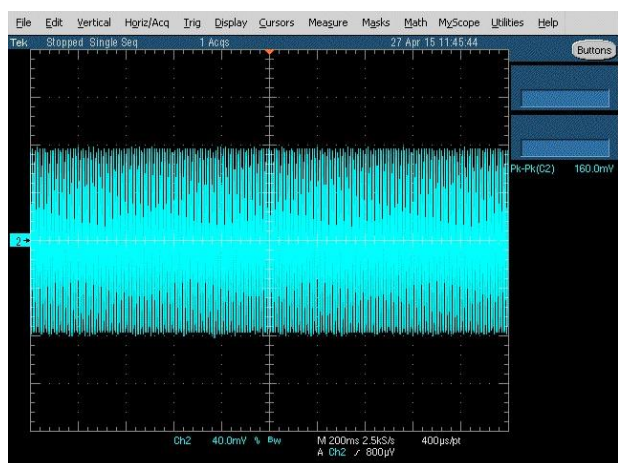 File Edit Vertical Horiz/Acq Trig Display Cursors Measure Masks Math MyScope Utilities Help
Tek Stopped Single Seq 1 Acqs 27 Apr 15 11:45:44 Buttons
Pk-Pk(C2) 160.0mV
2
Ch2 40.0mV % Bw M 200ms 2.5kS/s 400µs/pt
A Ch2 / 800µV